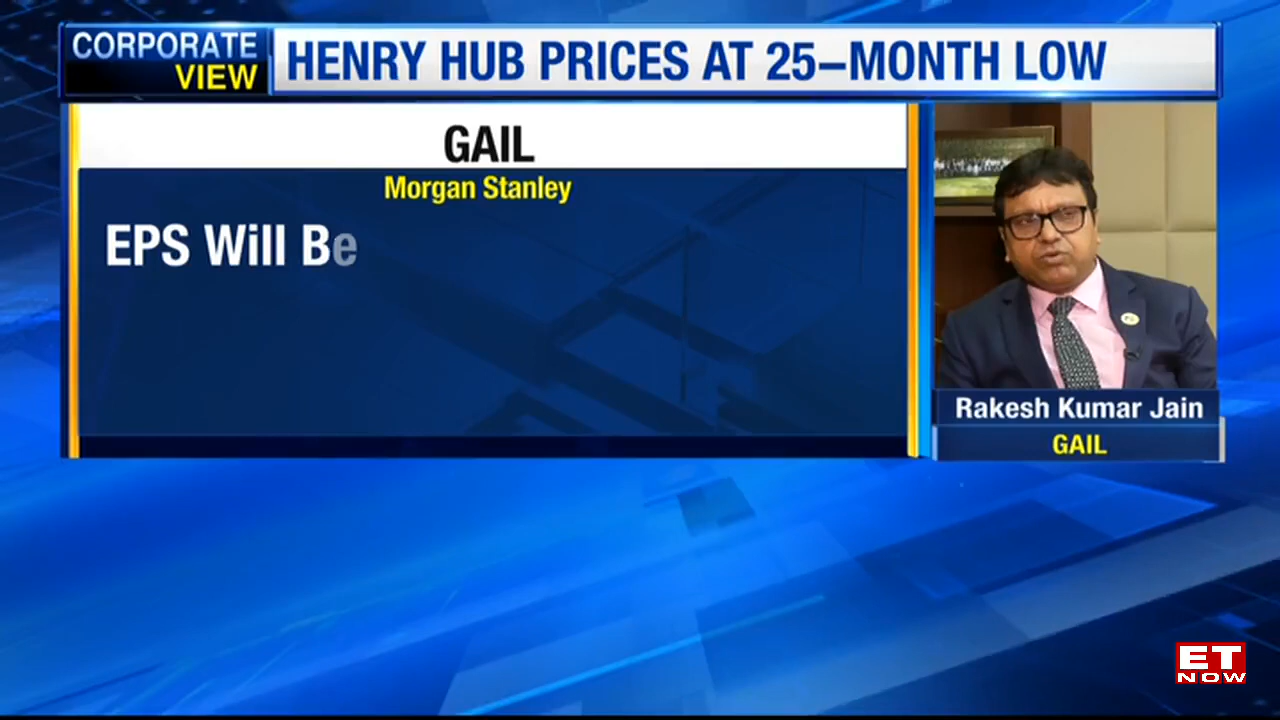 CORPORATE
VIEW
HENRY HUB PRICES AT 25–MONTH LOW
GAIL
Morgan Stanley
EPS Will Be
Rakesh Kumar Jain
GAIL
ET
NOW